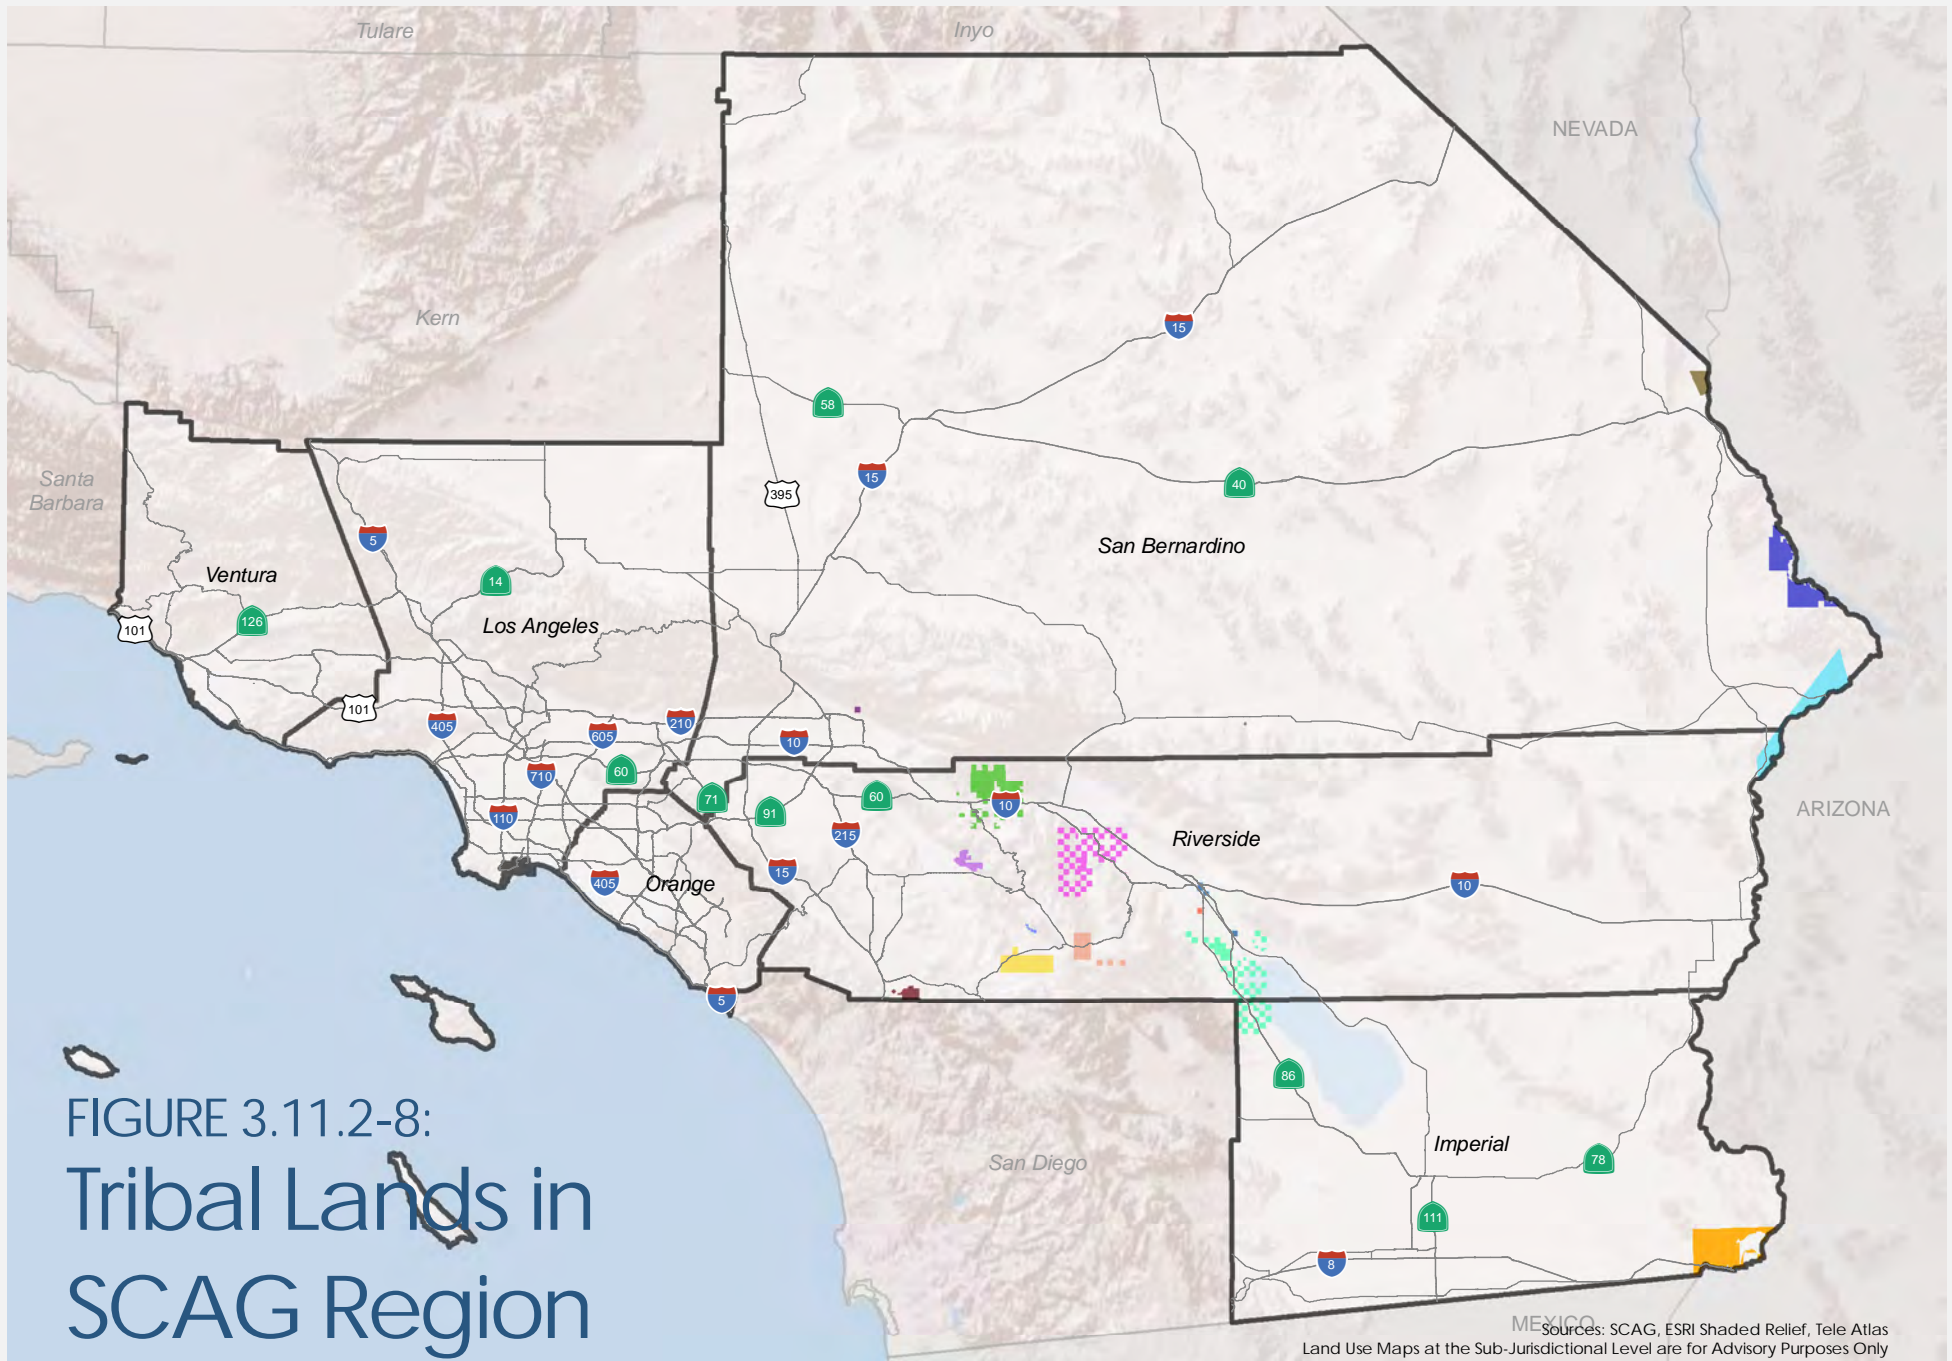 Tulare
Inyo
NEVADA
Kern
15
58
Santa
Barbara
15
395
40
5
San Bernardino
Ventura
14
126
101
Los Angeles
101
405
605
210
10
710
60
71
91
60
10
110
215
ARIZONA
Riverside
15
405
Orange
10
5
86
FIGURE 3.11.2-8:
Tribal Lands in
SCAG Region
San Diego
Imperial
78
111
8
MEXICO
Sources: SCAG, ESRI Shaded Relief, Tele Atlas
Land Use Maps at the Sub-Jurisdictional Level are for Advisory Purposes Only